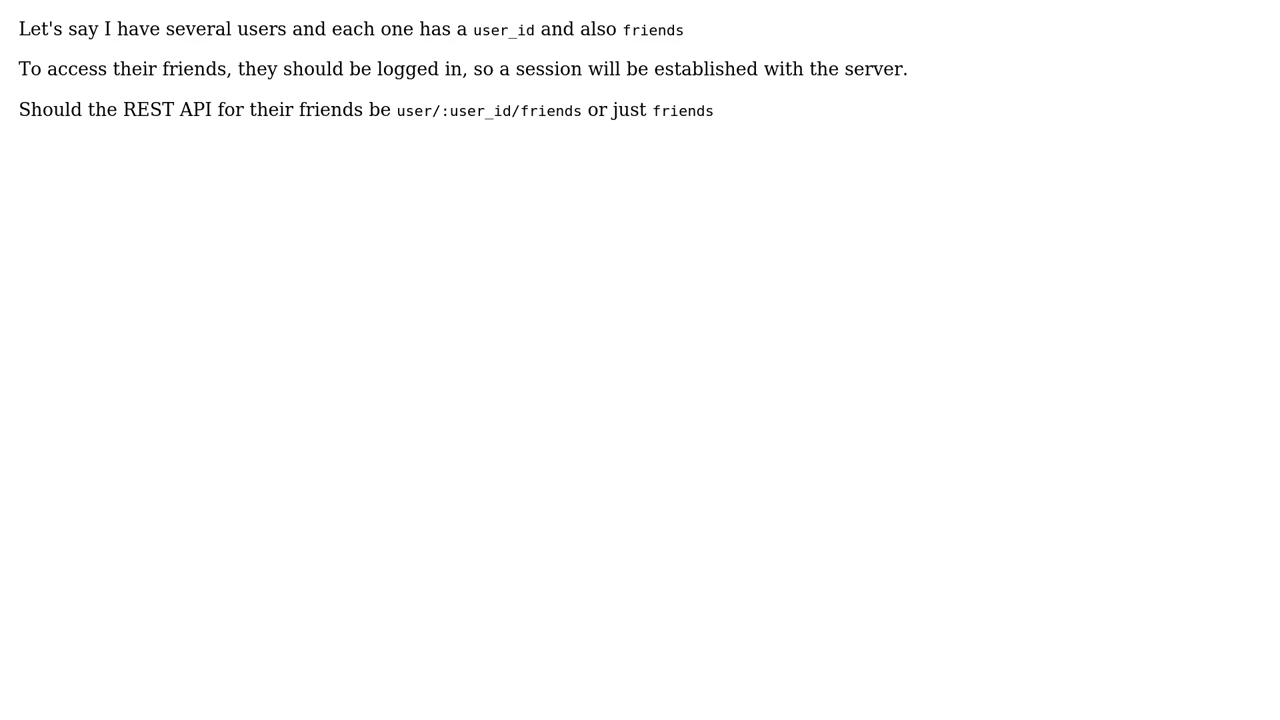 Let's say I have several users and each one has a user_id and also friends
To access their friends, they should be logged in, so a session will be established with the server.
Should the REST API for their friends be user/:user_id/friends or just friends